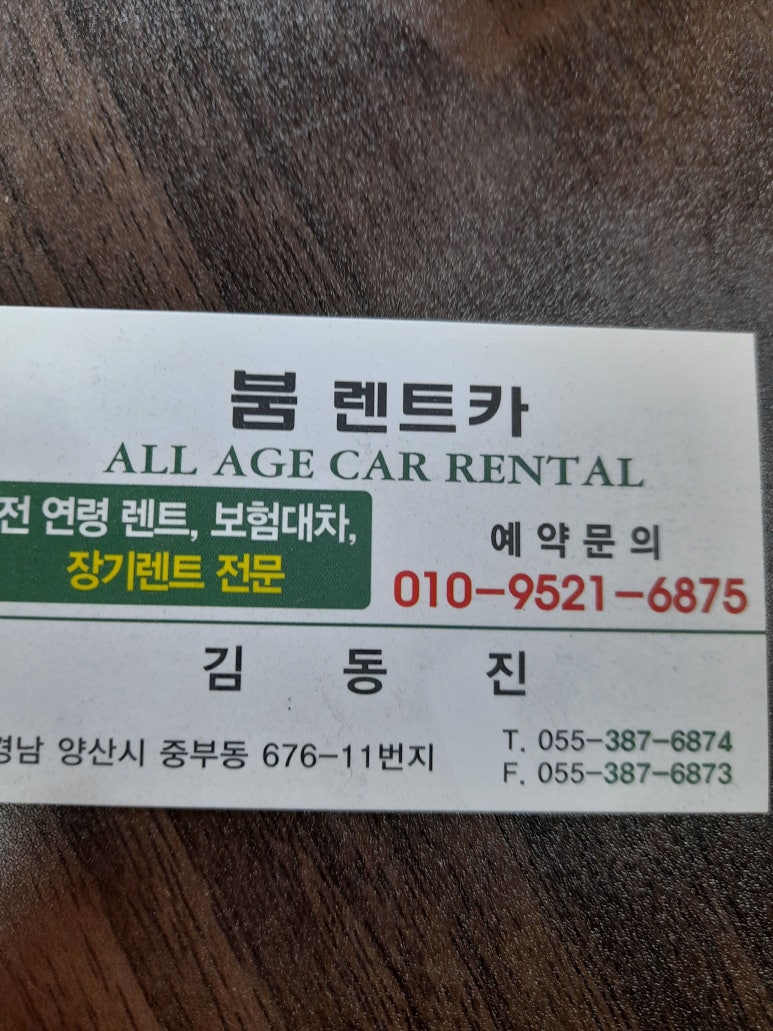 붐 렌트카
ALL AGE CAR RENTAL
전 연령 렌트, 보험대차,
장기렌트 전문
예약문의
010-9521-6875
김 동 진
경남 양산시 중부동 676-11번지
T. 055-387-6874
F. 055-387-6873